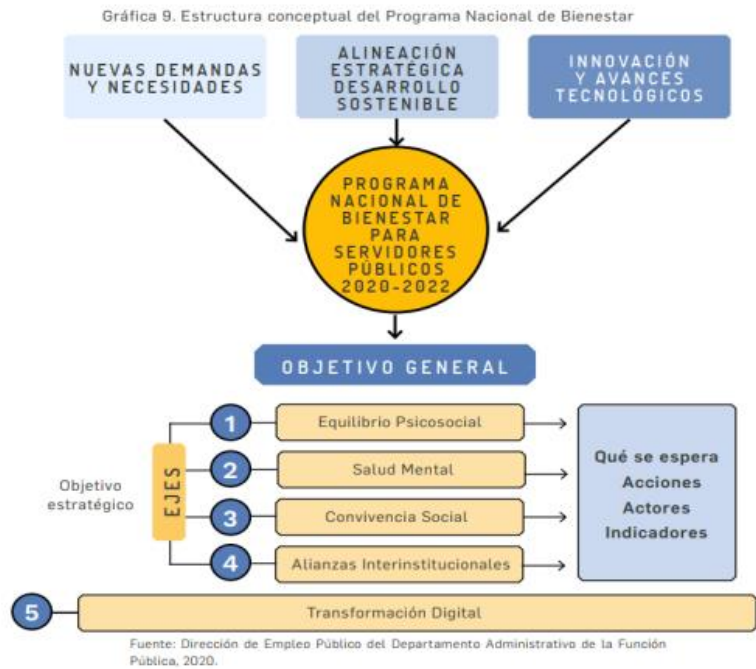 Gráfica 9. Estructura conceptual del Programa Nacional de Bienestar
NUEVAS DEMANDAS
Y NECESIDADES
ALINEACIÓN
ESTRATÉGICA
DESARROLLO
SOSTENIBLE
INNOVACIÓN
Y AVANCES
TECNOLÓGICOS
PROGRAMA
NACIONAL DE
BIENESTAR
PARA
SERVIDORES
PÚBLICOS
2020-2022
OBJETIVO GENERAL
Objetivo
estratégico
EJES
1
Equilibrio Psicosocial
2
Salud Mental
3
Convivencia Social
4
Alianzas Interinstitucionales
Qué se espera
Acciones
Actores
Indicadores
5
Transformación Digital
Fuente: Dirección de Empleo Público del Departamento Administrativo de la Función
Pública, 2020.